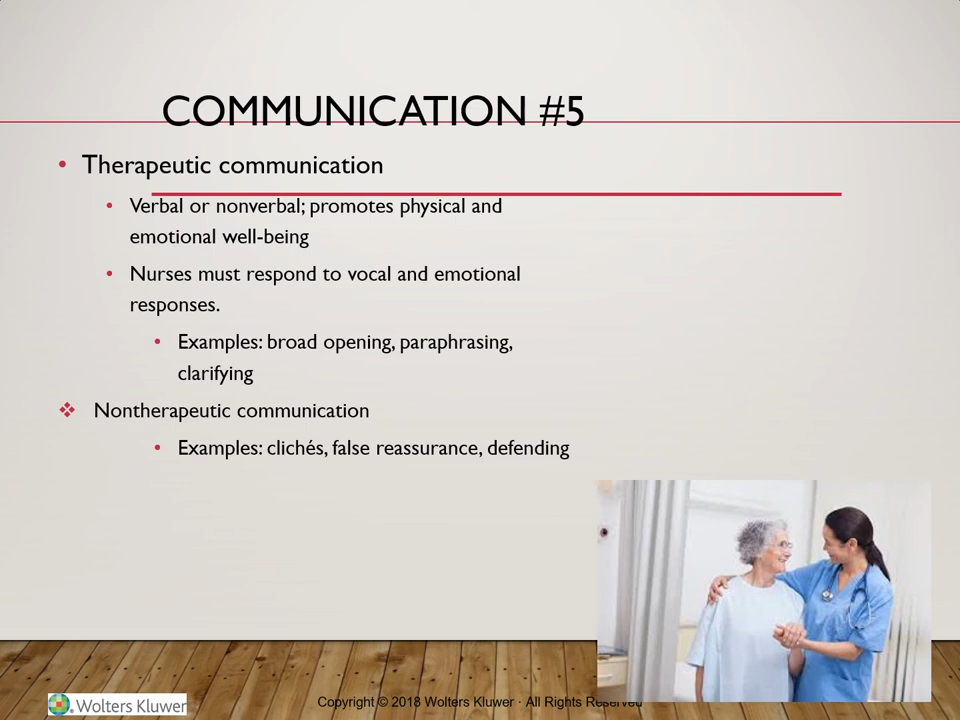 COMMUNICATION #5
• Therapeutic communication
• Verbal or nonverbal; promotes physical and
emotional well-being
• Nurses must respond to vocal and emotional
responses.
• Examples: broad opening, paraphrasing,
clarifying
❖ Nontherapeutic communication
• Examples: clichés, false reassurance, defending
Wolters Kluwer
Copyright © 2018 Wolters Kluwer · All Rights Reserved